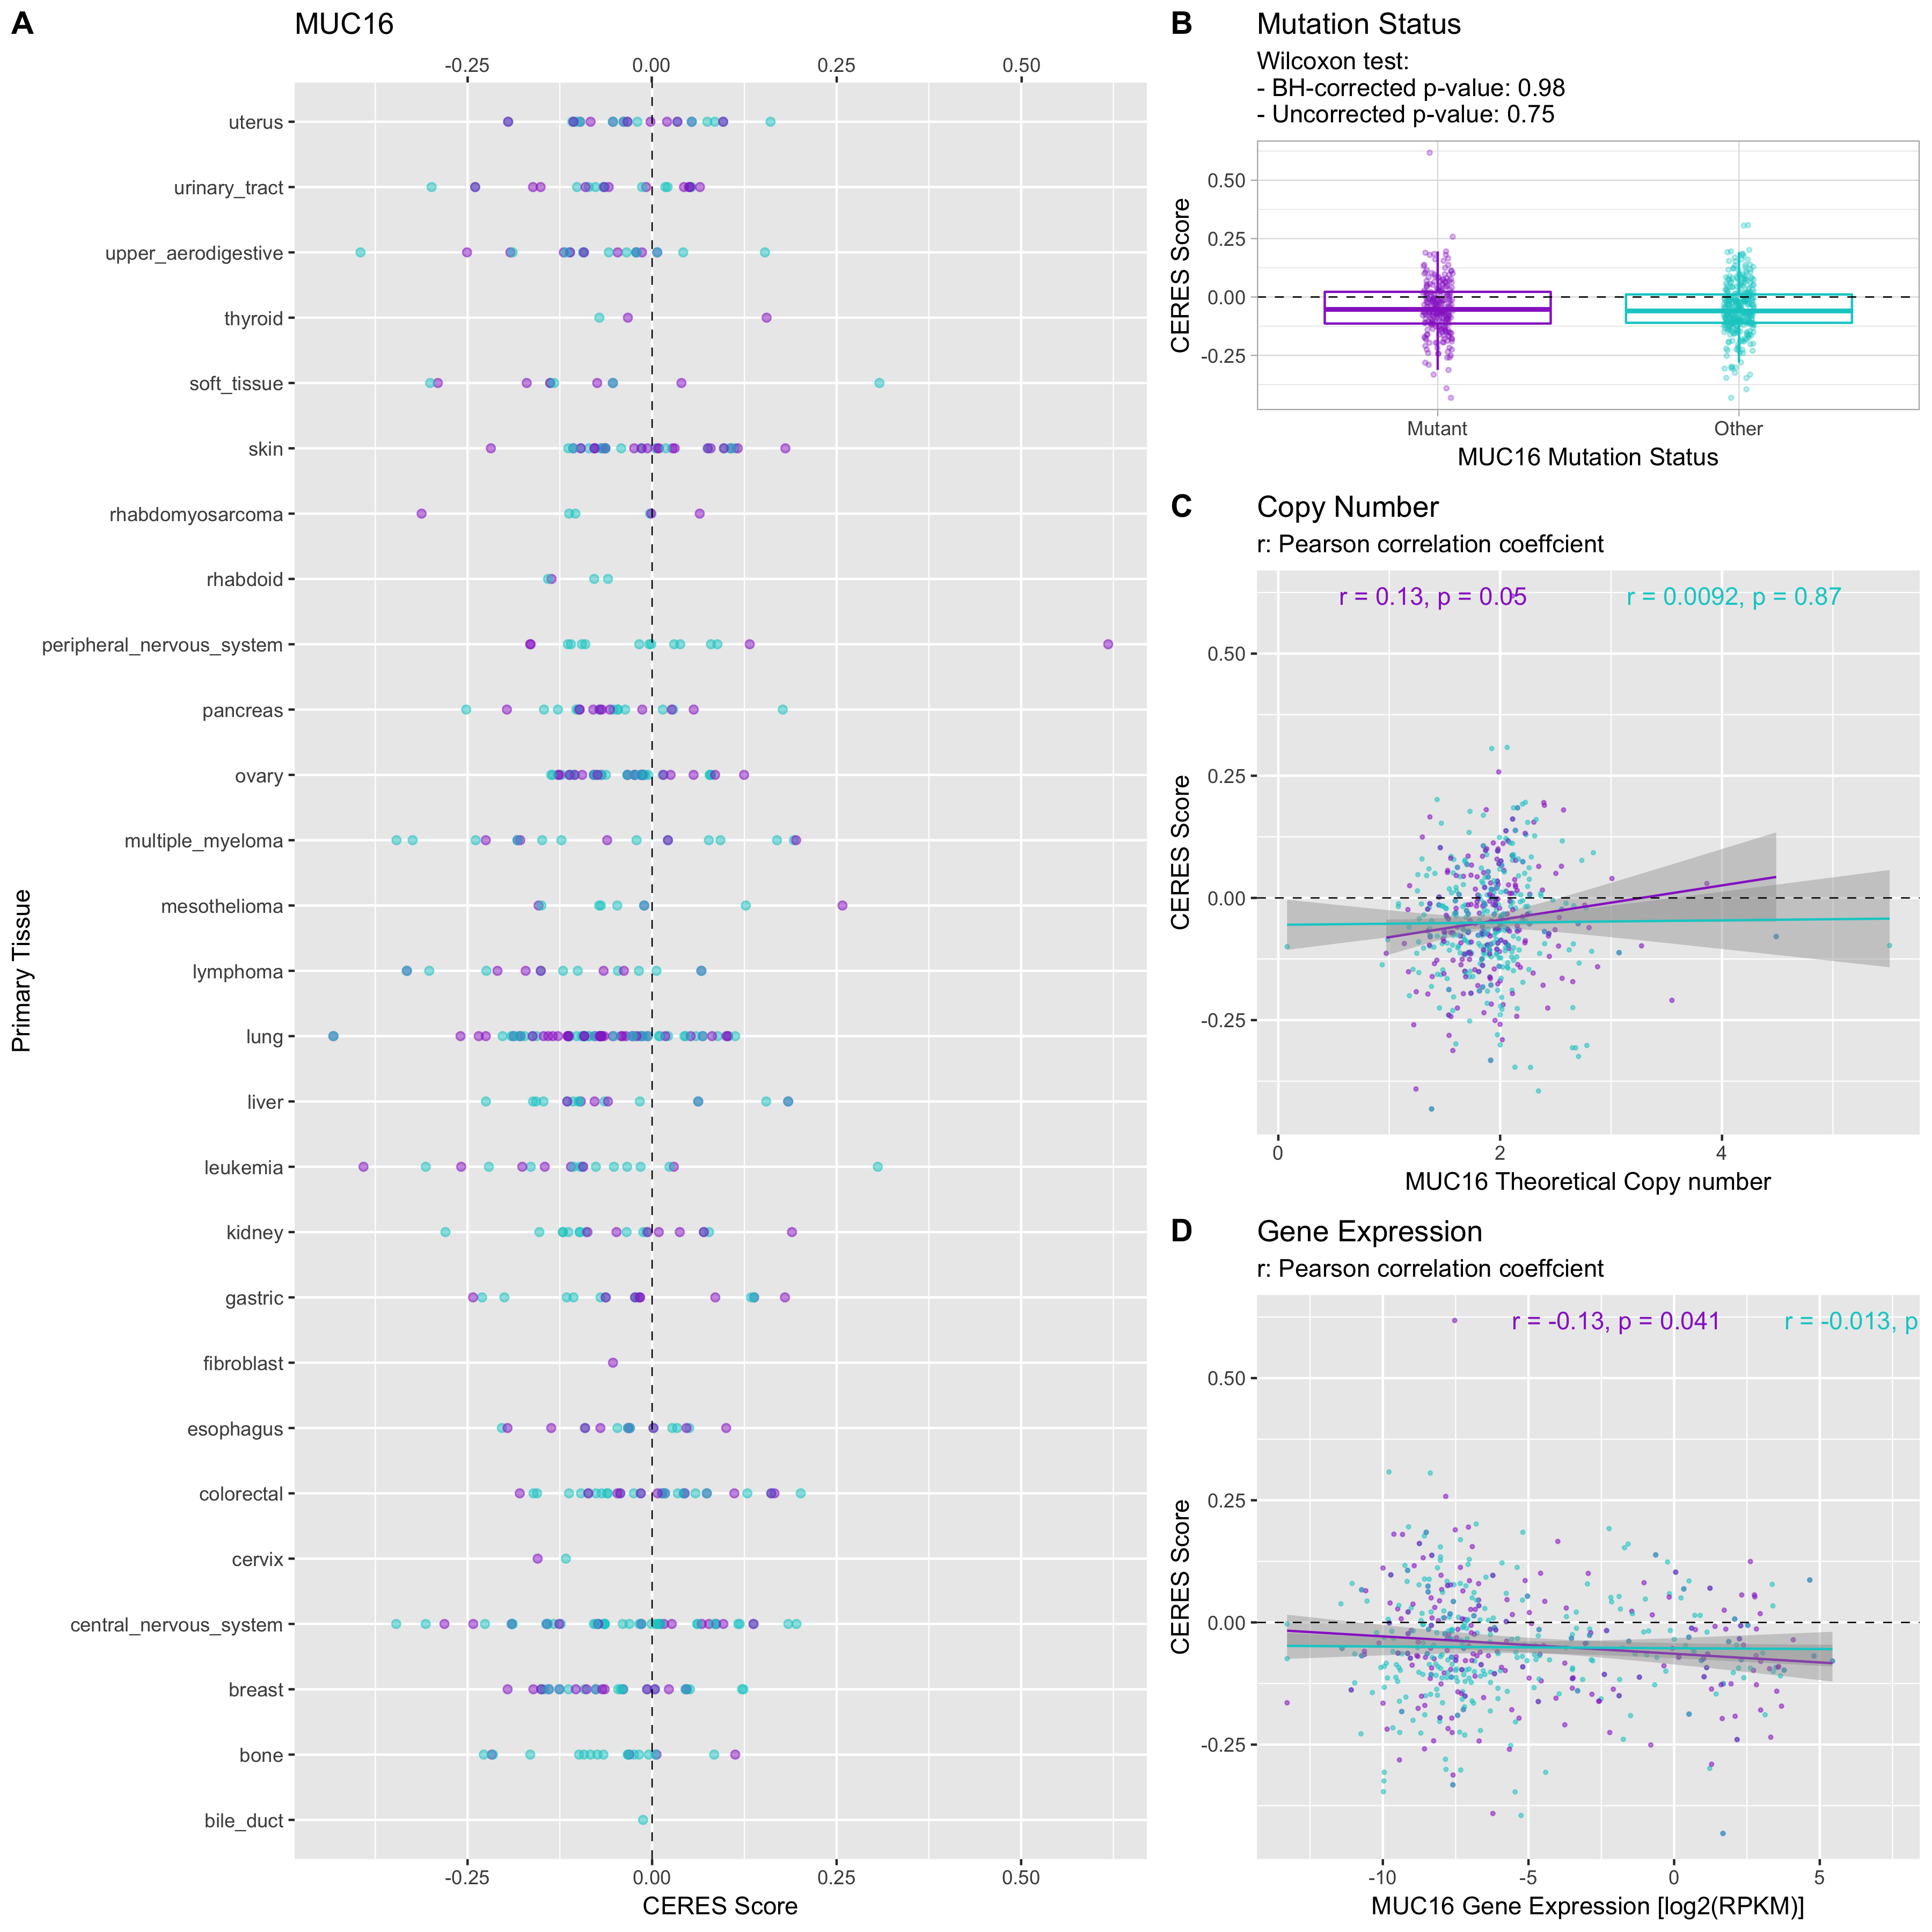 A
MUC16
-0.25 0.00 0.25 0.50
uterus
urinary_tract
upper_aerodigestive
thyroid
soft_tissue
skin
rhabdomyosarcoma
rhabdoid
peripheral_nervous_system
pancreas
ovary
multiple_myeloma
mesothelioma
lymphoma
lung
liver
leukemia
kidney
gastric
fibroblast
esophagus
colorectal
cervix
central_nervous_system
breast
bone
bile_duct
Primary Tissue
-0.25 0.00 0.25 0.50
CERES Score
B
Mutation Status
Wilcoxon test:
- BH-corrected p-value: 0.98
- Uncorrected p-value: 0.75
CERES Score
0.50
0.25
0.00
-0.25
Mutant Other
MUC16 Mutation Status
C
Copy Number
r: Pearson correlation coeffcient
r = 0.13, p = 0.05 r = 0.0092, p = 0.87
CERES Score
0.50
0.25
0.00
-0.25
0 2 4
MUC16 Theoretical Copy number
D
Gene Expression
r: Pearson correlation coeffcient
r = -0.13, p = 0.041 r = -0.013, p
CERES Score
0.50
0.25
0.00
-0.25
-10 -5 0 5
MUC16 Gene Expression [log2(RPKM)]